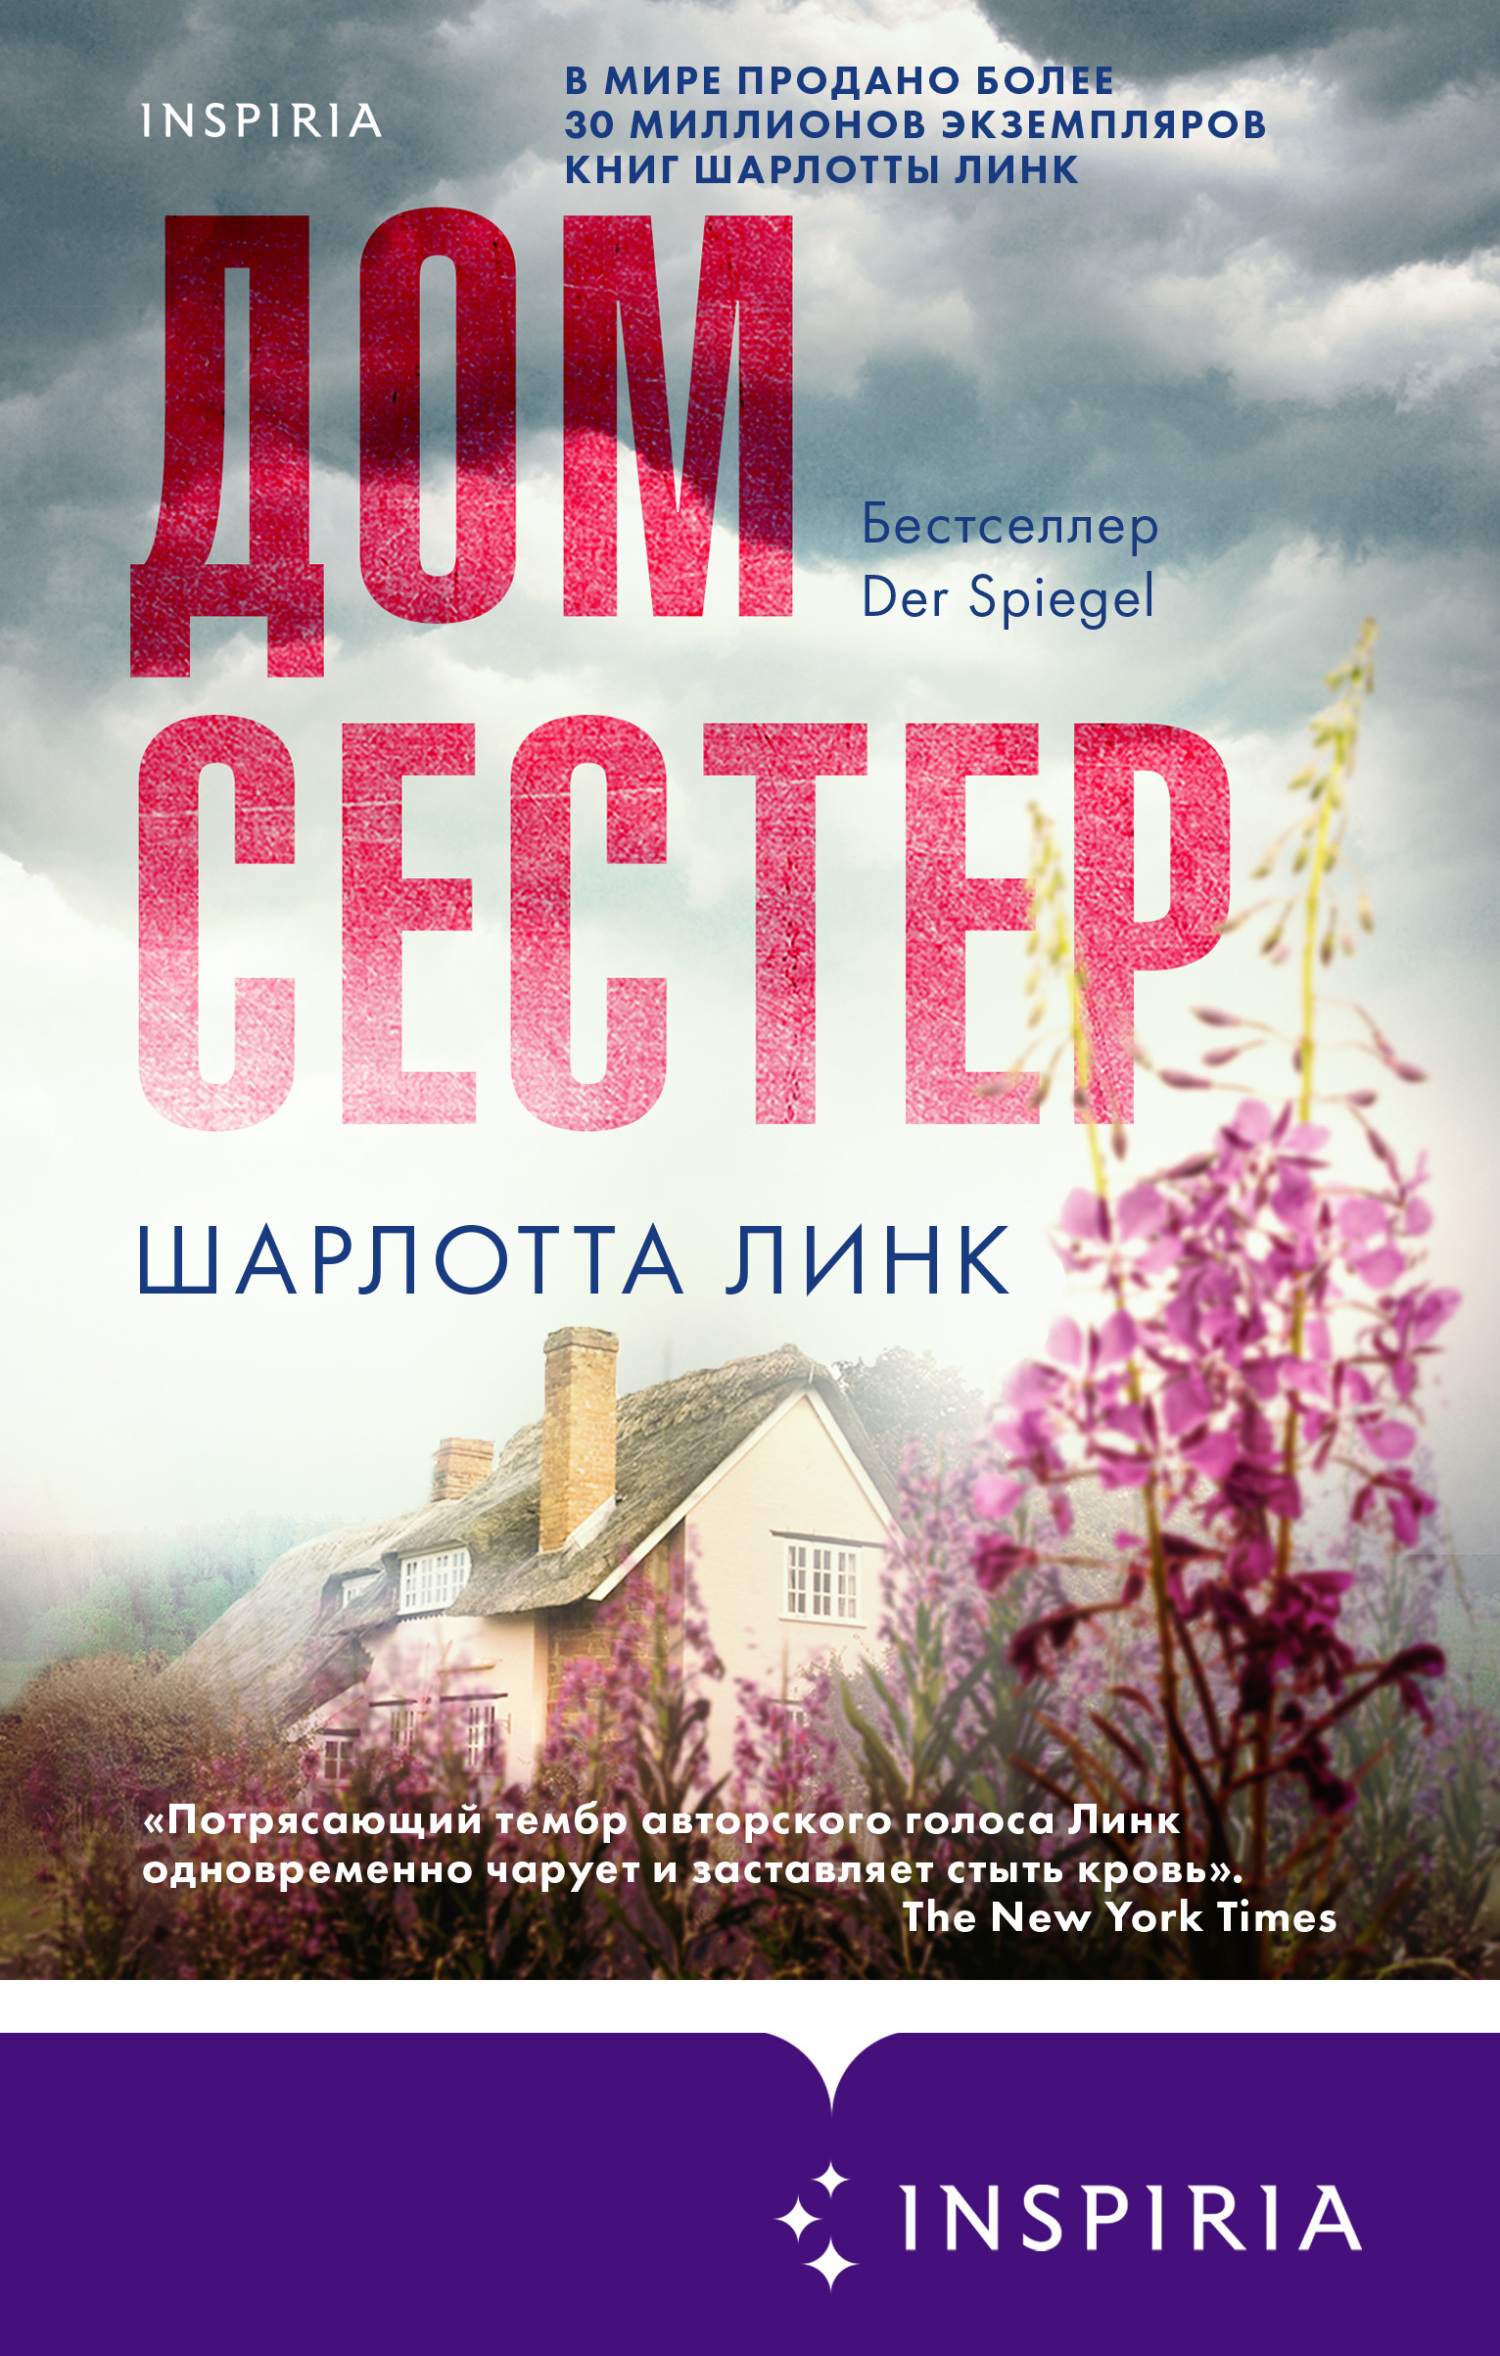 INSPIRIA
В МИРЕ ПРОДАНО БОЛЕЕ
30 МИЛЛИОНОВ ЭКЗЕМПЛЯРОВ
КНИГ ШАРЛОТТЫ ЛИНК
ДОМ
Бестселлер
Der Spiegel
СЕСТЕР
ШАРЛОТТА ЛИНК
«Потрясающий тембр авторского голоса Линк
одновременно чарует и заставляет стыть кровь».
The New York Times
INSPIRIA